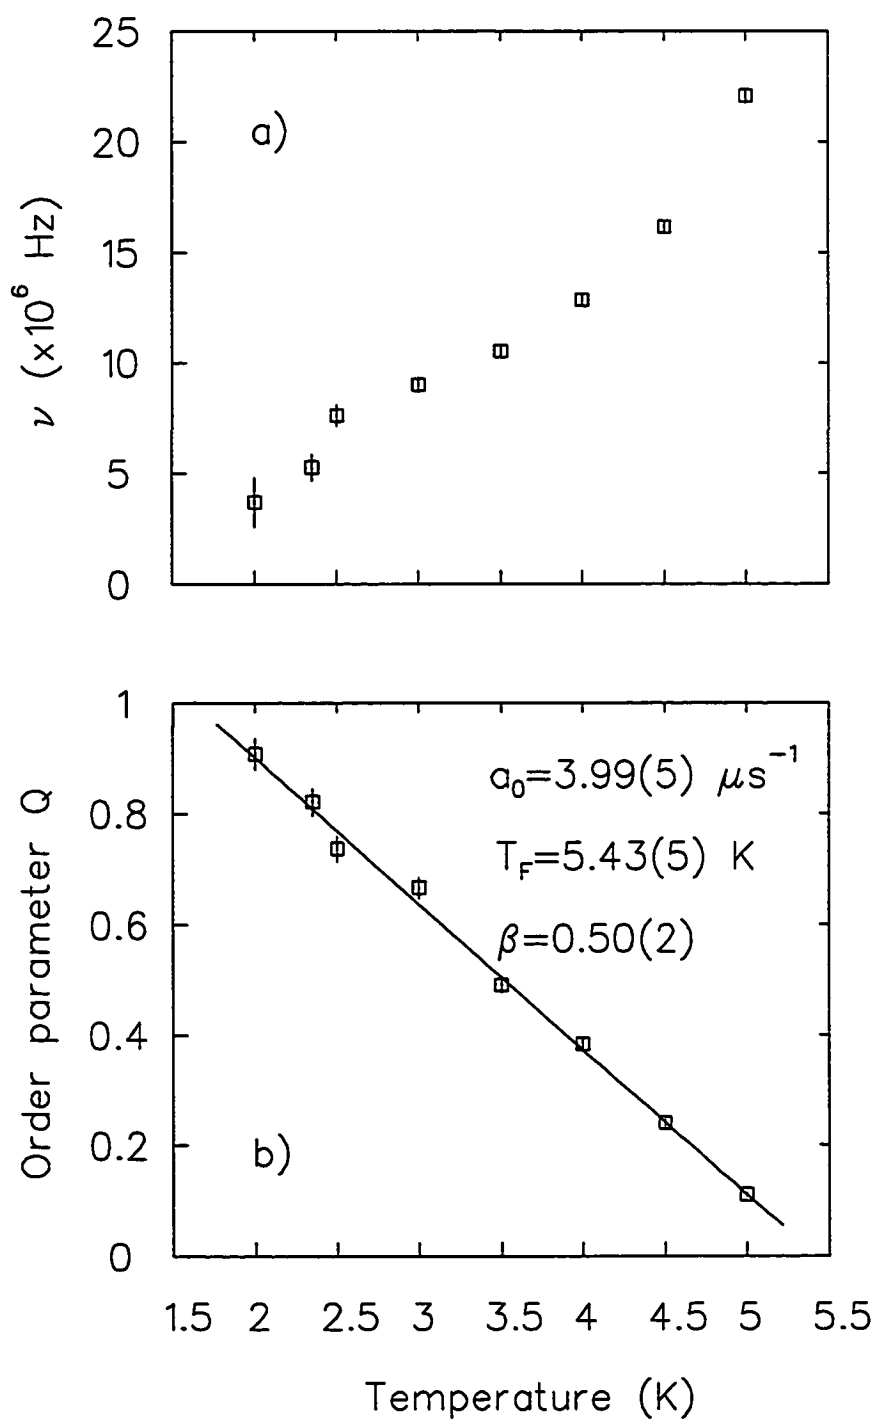 25
a)
20
15
10
5
0
ν (x10⁶ Hz)
1
a₀=3.99(5) μs⁻¹
0.8
T_F=5.43(5) K
0.6
β=0.50(2)
0.4
0.2
b)
0
Order parameter Q
1.5 2 2.5 3 3.5 4 4.5 5 5.5
Temperature (K)